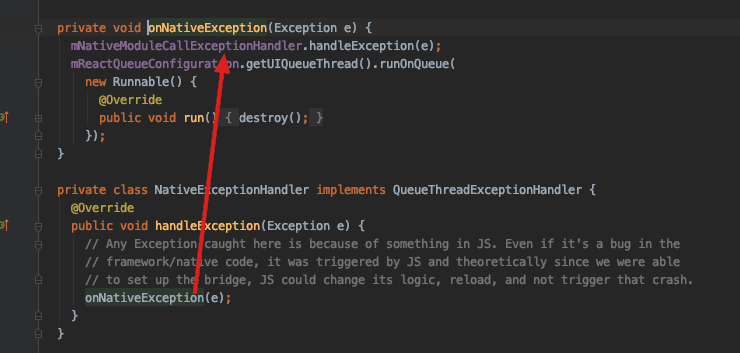 private void onNativeException(Exception e) {
mNativeModuleCallExceptionHandler.handleException(e);
mReactQueueConfiguration.getUIQueueThread().runOnQueue(
new Runnable() {
@Override
public void run() { destroy(); }
});
}
private class NativeExceptionHandler implements QueueThreadExceptionHandler {
@Override
public void handleException(Exception e) {
// Any Exception caught here is because of something in JS. Even if it's a bug in the
// framework/native code, it was triggered by JS and theoretically since we were able
// to set up the bridge, JS could change its logic, reload, and not trigger that crash.
onNativeException(e);
}
}